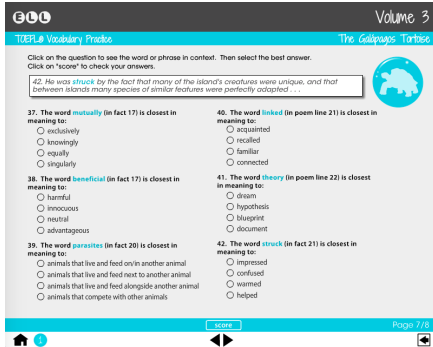 ELL
Volume 3
TOEFL® Vocabulary Practice
The Galápagos Tortoise
Click on the question to see the word or phrase in context. Then select the best answer.
Click on "score" to check your answers.
42. He was struck by the fact that many of the island's creatures were unique, and that
between islands many species of similar features were perfectly adapted . . .
37. The word mutually (in fact 17) is closest in
meaning to:
exclusively
knowingly
equally
singularly
38. The word beneficial (in fact 17) is closest in
meaning to:
harmful
innocuous
neutral
advantageous
39. The word parasites (in fact 20) is closest in
meaning to:
animals that live and feed on/in another animal
animals that live and feed next to another animal
animals that live and feed alongside another animal
animals that compete with other animals
40. The word linked (in poem line 21) is closest in
meaning to:
acquainted
recalled
familiar
connected
41. The word theory (in poem line 22) is closest
in meaning to:
dream
hypothesis
blueprint
document
42. The word struck (in fact 21) is closest in
meaning to:
impressed
confused
warmed
helped
score
Page 7/8
1